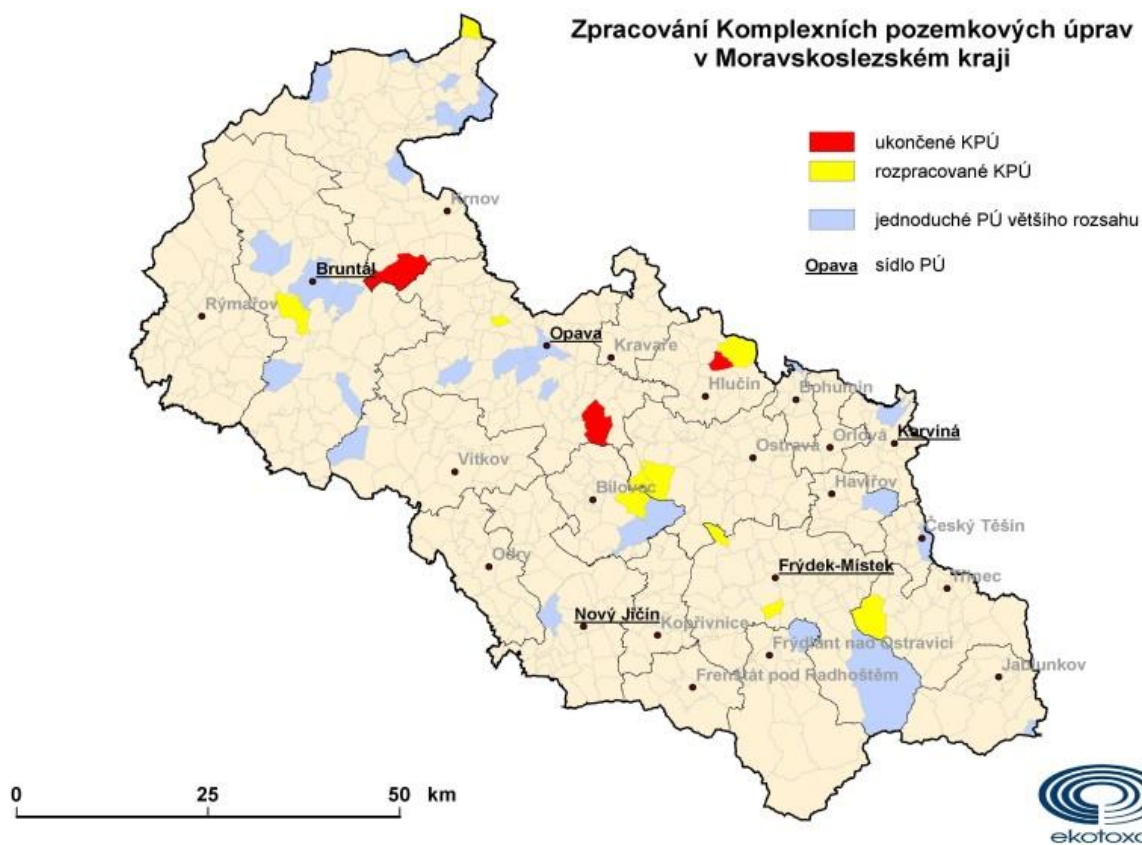 Zpracování Komplexních pozemkových úprav
v Moravskoslezském kraji
ukončené KPÚ
rozpracované KPÚ
jednoduché PÚ většího rozsahu
Opava sídlo PÚ
Krnov
Bruntál
Rýmařov
Opava
Kravaře
Hlučín
Bohumín
Orlová
Karviná
Ostrava
Vítkov
Bílovec
Havířov
Český Těšín
Odry
Frýdek-Místek
Třinec
Nový Jičín
Kopřivnice
Frýdlant nad Ostravicí
Frenštát pod Radhoštěm
Jablunkov
0 25 50 km
ekotoxa